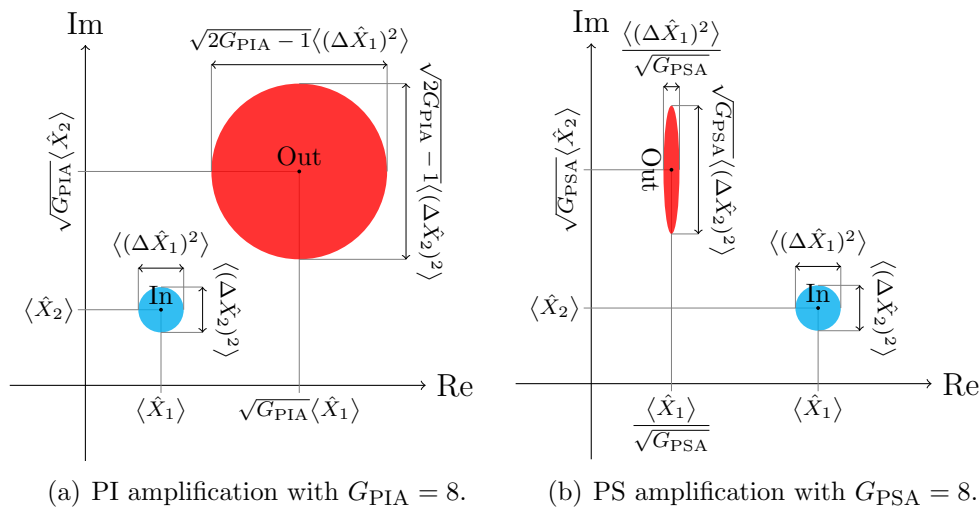 Im
√2G_PIA − 1⟨(ΔX̂₁)²⟩
√2G_PIA − 1⟨(ΔX̂₂)²⟩
√G_PIA⟨X̂₂⟩
Out
⟨(ΔX̂₁)²⟩
⟨(ΔX̂₂)²⟩
In
⟨X̂₂⟩
Re
⟨X̂₁⟩
√G_PIA⟨X̂₁⟩
(a) PI amplification with G_PIA = 8.
Im
⟨(ΔX̂₁)²⟩
√G_PSA
√G_PSA⟨(ΔX̂₂)²⟩
√G_PSA⟨X̂₂⟩
Out
⟨(ΔX̂₁)²⟩
⟨(ΔX̂₂)²⟩
In
⟨X̂₂⟩
Re
⟨X̂₁⟩
√G_PSA
⟨X̂₁⟩
(b) PS amplification with G_PSA = 8.